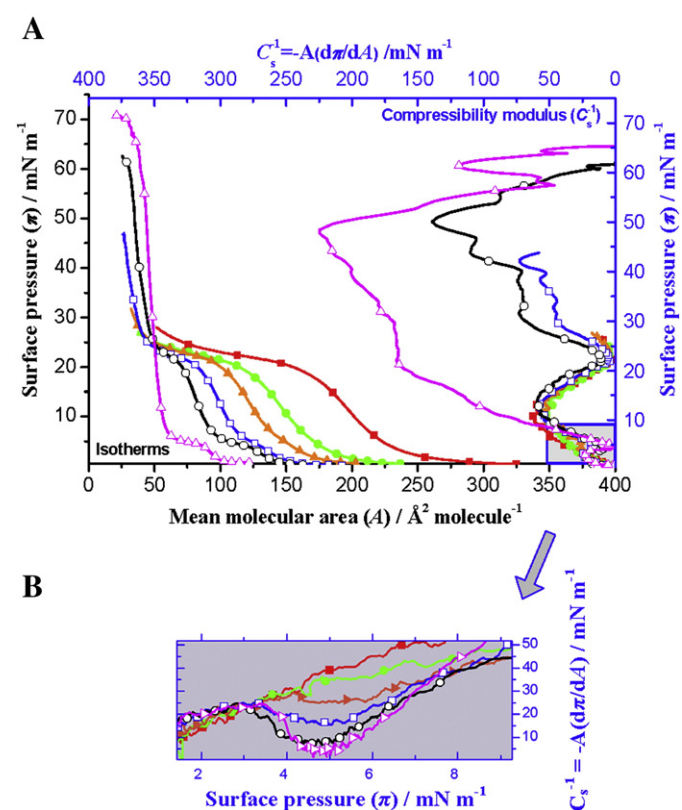 A
C_s^-1=-A(dπ/dA) /mN m^-1
400 350 300 250 200 150 100 50 0
Compressibility modulus (C_s^-1)
Surface pressure (π) / mN m^-1
70
60
50
40
30
20
10
Surface pressure (π) / mN m^-1
70
60
50
40
30
20
10
Isotherms
0 50 100 150 200 250 300 350 400
Mean molecular area (A) / Å^2 molecule^-1
B
50
40
30
20
10
C_s^-1 = -A(dπ/dA) / mN m^-1
2 4 6 8
Surface pressure (π) / mN m^-1